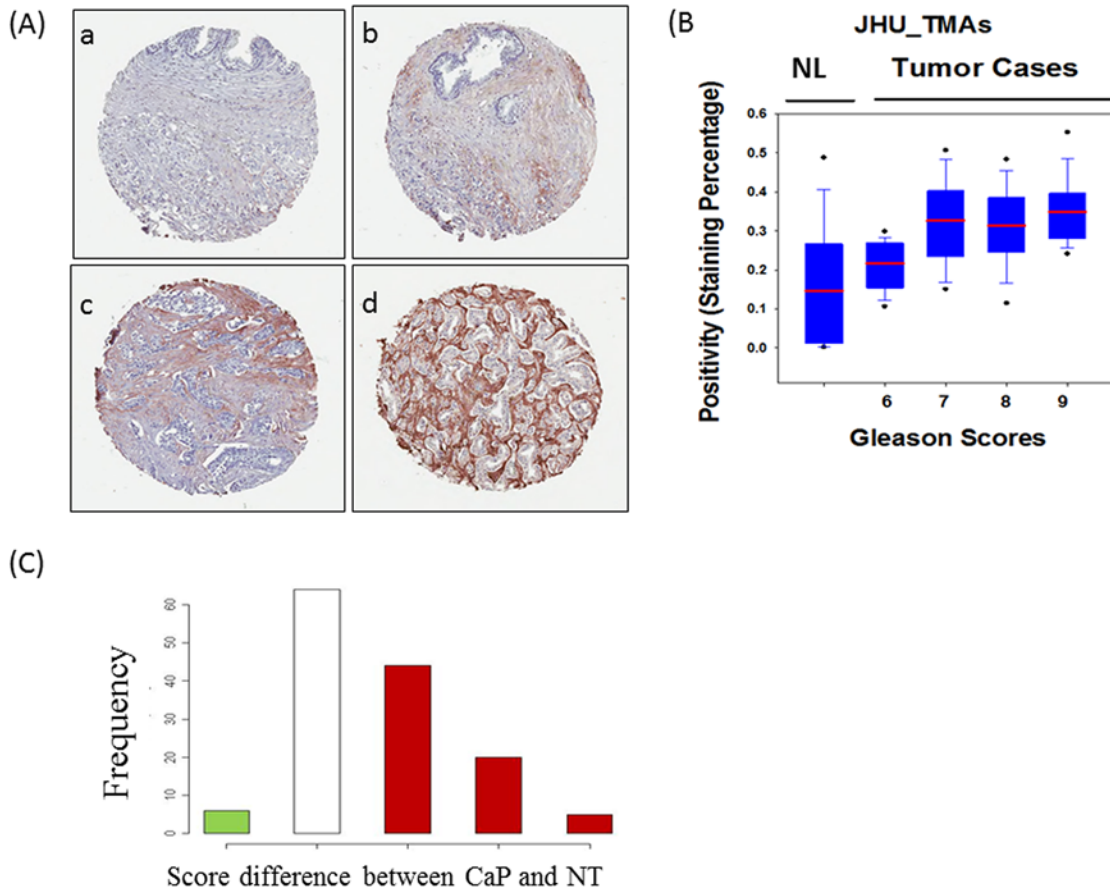 (A)
a
b
c
d
(B)
JHU_TMAs
NL
Tumor Cases
Positivity (Staining Percentage)
0.6
0.5
0.4
0.3
0.2
0.1
0.0
6 7 8 9
Gleason Scores
(C)
Frequency
60
50
40
30
20
10
0
Score difference between CaP and NT